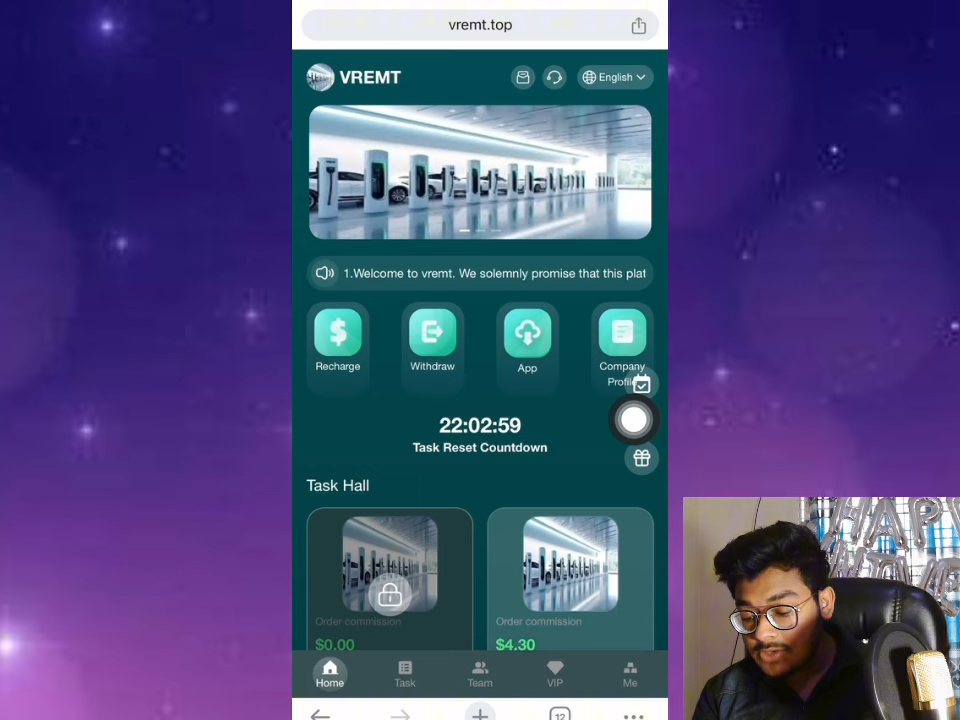 vremt.top
VREMT
English
1.Welcome to vremt. We solemnly promise that this plat
Recharge
Withdraw
App
Company
22:02:59
Task Reset Countdown
Task Hall
Order commission
$0.00
Order commission
$4.30
Home
Task
Team
VIP
Me
12